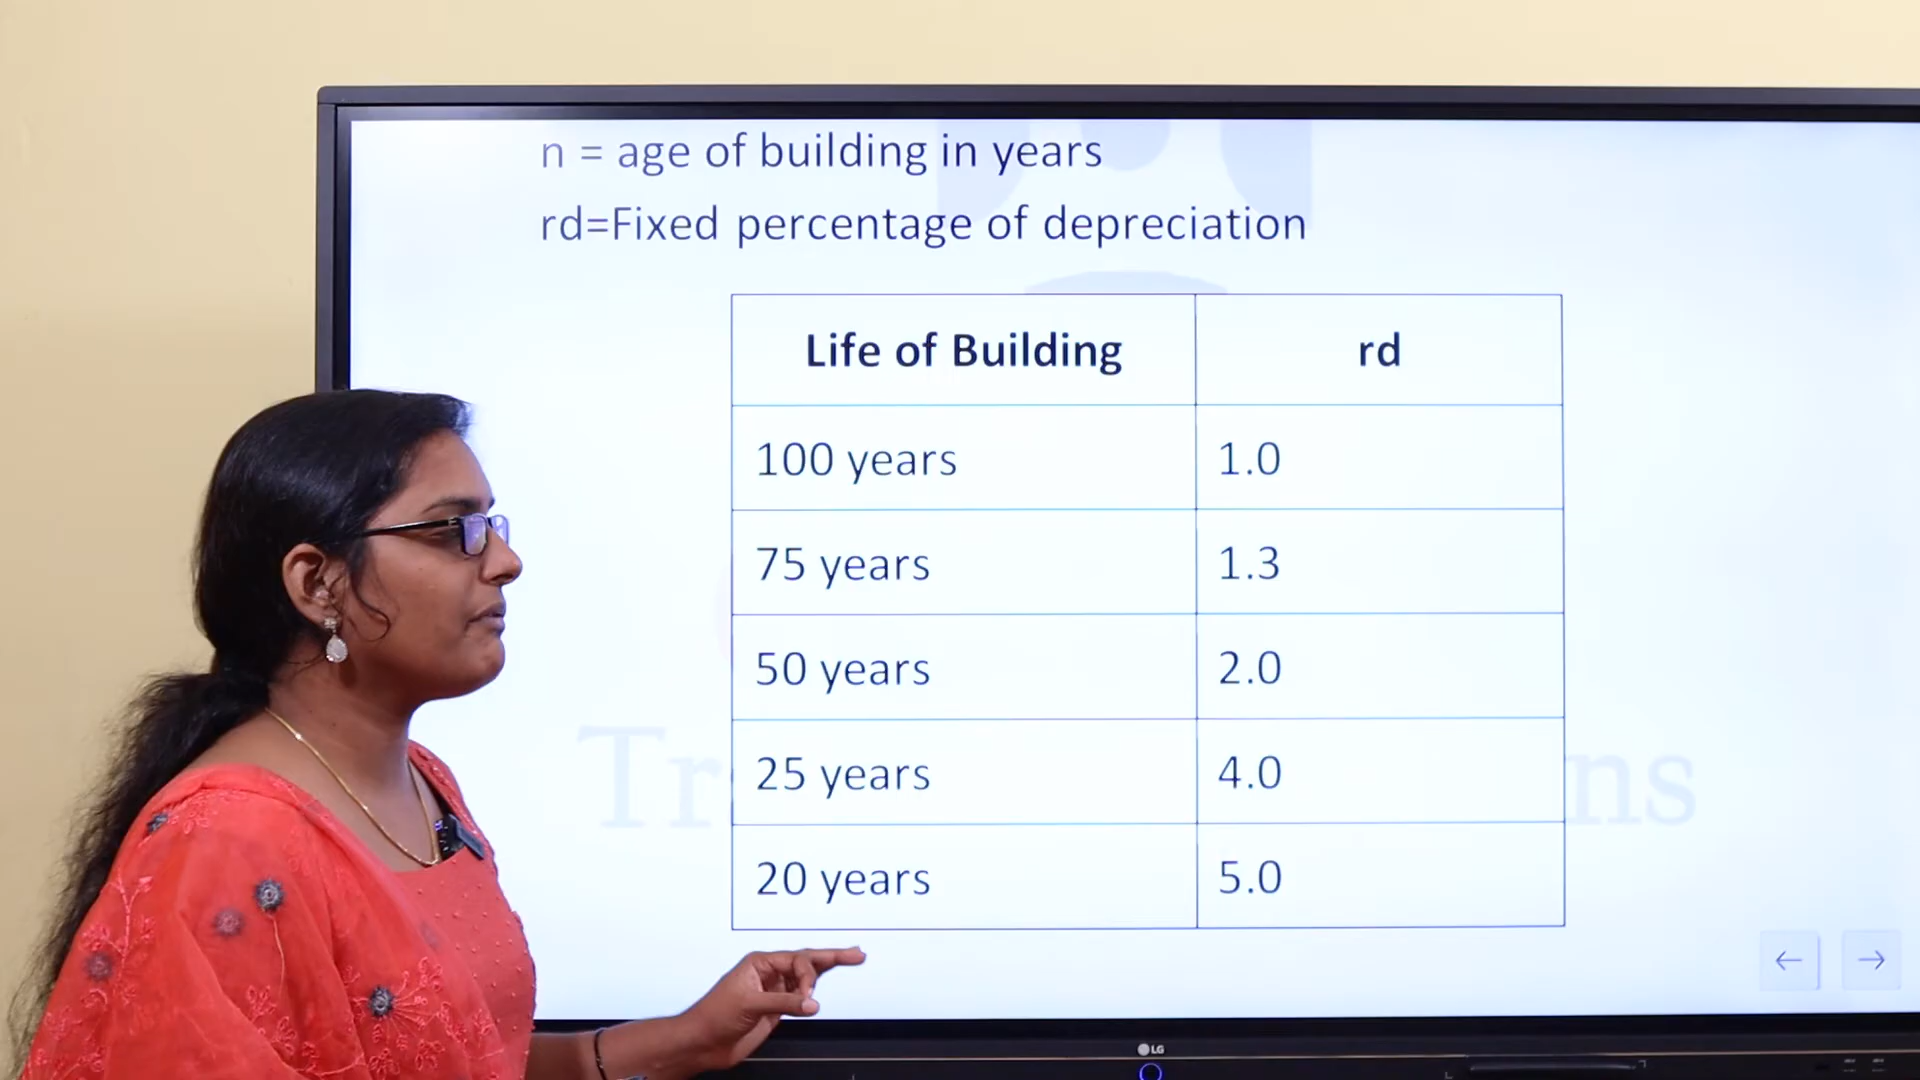 n = age of building in years
rd=Fixed percentage of depreciation
Life of Building rd
100 years 1.0
75 years 1.3
50 years 2.0
25 years 4.0
20 years 5.0
LG